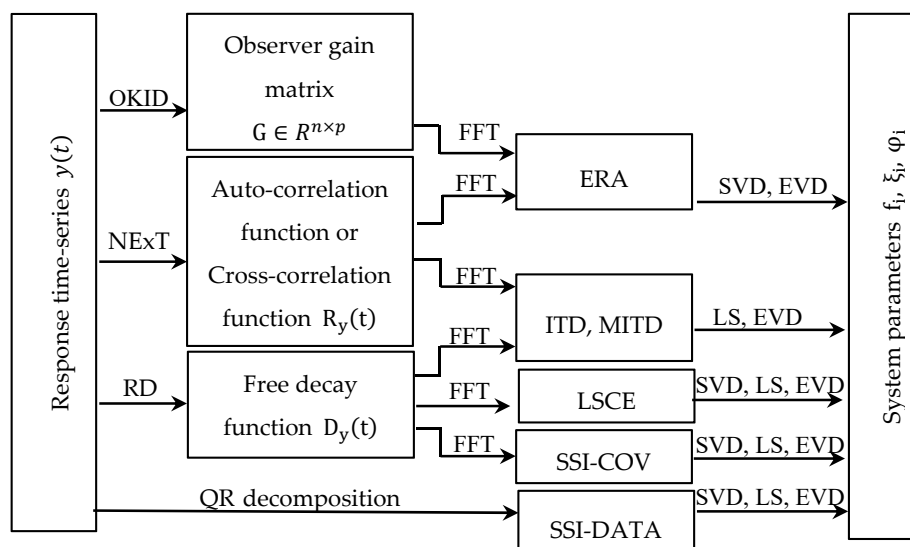 Response time-series y(t)
OKID
Observer gain
matrix
G ∈ R^{n×p}
FFT
NExT
Auto-correlation
function or
Cross-correlation
function R_y(t)
FFT
FFT
RD
Free decay
function D_y(t)
FFT
FFT
FFT
QR decomposition
ERA
ITD, MITD
LSCE
SSI-COV
SSI-DATA
SVD, EVD
LS, EVD
SVD, LS, EVD
SVD, LS, EVD
SVD, LS, EVD
System parameters f_i, ξ_i, φ_i